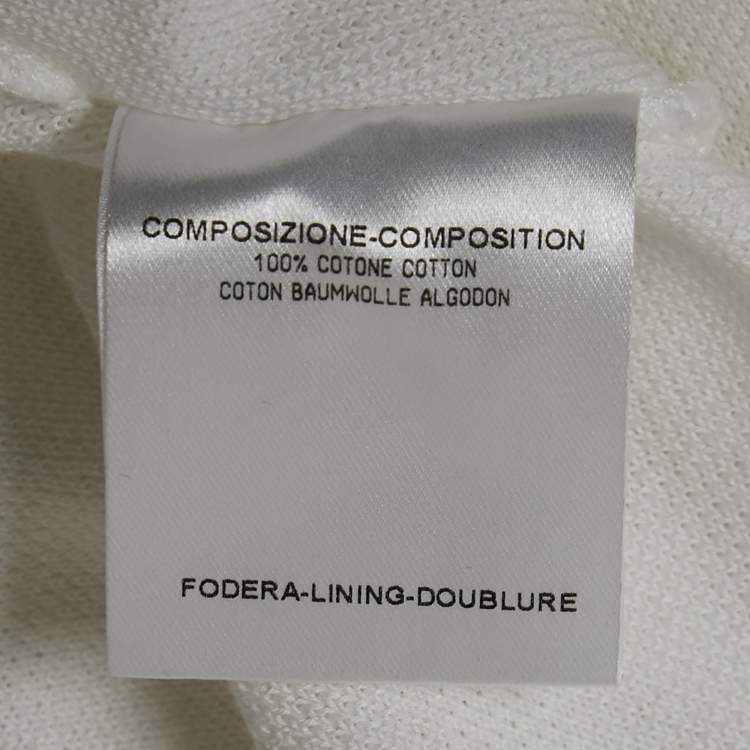 COMPOSIZIONE-COMPOSITION
100% COTONE COTTON
COTON BAUMWOLLE ALGODON
FODERA-LINING-DOUBLURE